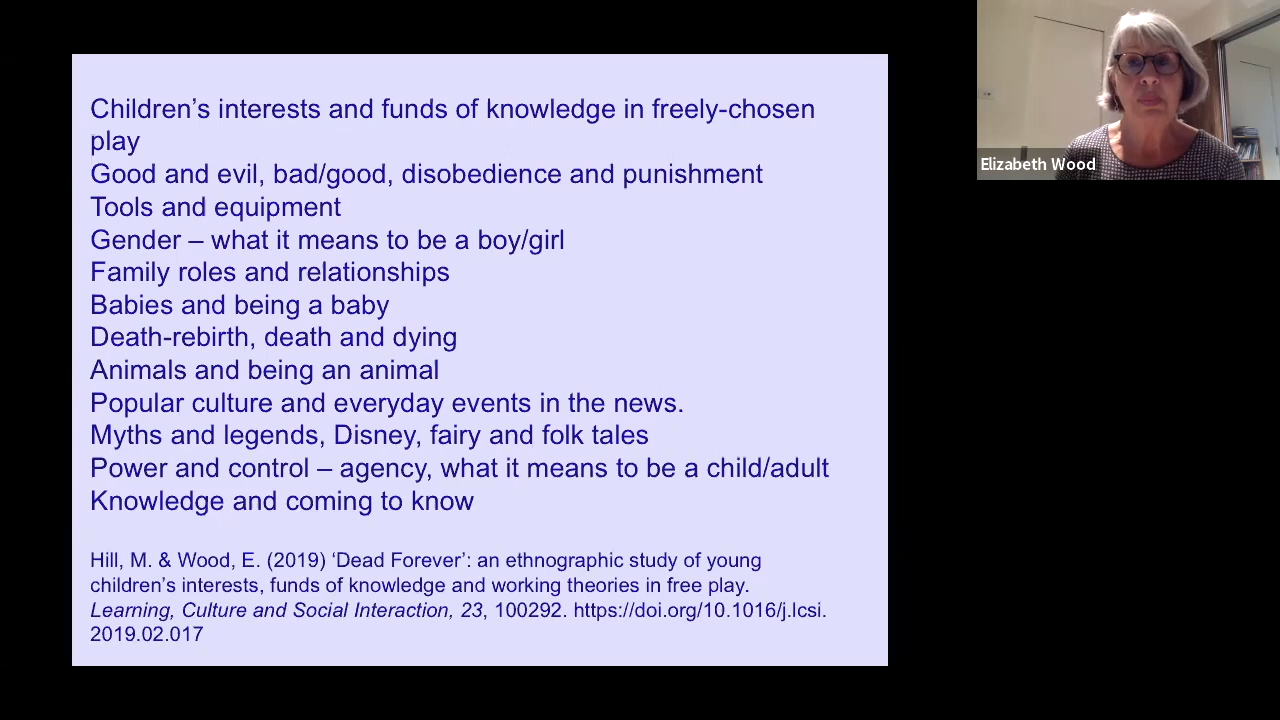 Children’s interests and funds of knowledge in freely-chosen
play
Good and evil, bad/good, disobedience and punishment
Tools and equipment
Gender – what it means to be a boy/girl
Family roles and relationships
Babies and being a baby
Death-rebirth, death and dying
Animals and being an animal
Popular culture and everyday events in the news.
Myths and legends, Disney, fairy and folk tales
Power and control – agency, what it means to be a child/adult
Knowledge and coming to know
Hill, M. & Wood, E. (2019) ‘Dead Forever’: an ethnographic study of young
children’s interests, funds of knowledge and working theories in free play.
Learning, Culture and Social Interaction, 23, 100292. https://doi.org/10.1016/j.lcsi.
2019.02.017
Elizabeth Wood